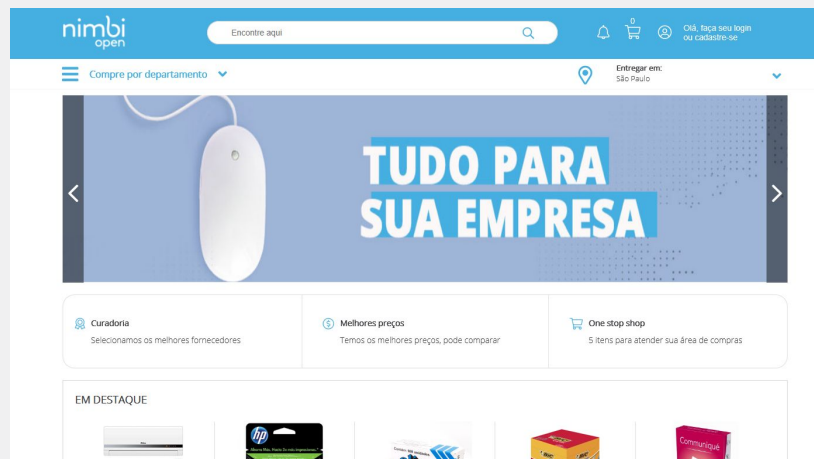 nimbi
open
Encontre aqui
0
Olá, faça seu login
ou cadastre-se
Compre por departamento
Entregar em:
São Paulo
TUDO PARA
SUA EMPRESA
Curadoria
Selecionamos os melhores fornecedores
Melhores preços
Temos os melhores preços, pode comparar
One stop shop
5 itens para atender sua área de compras
EM DESTAQUE
hp
BIC
Communiqué